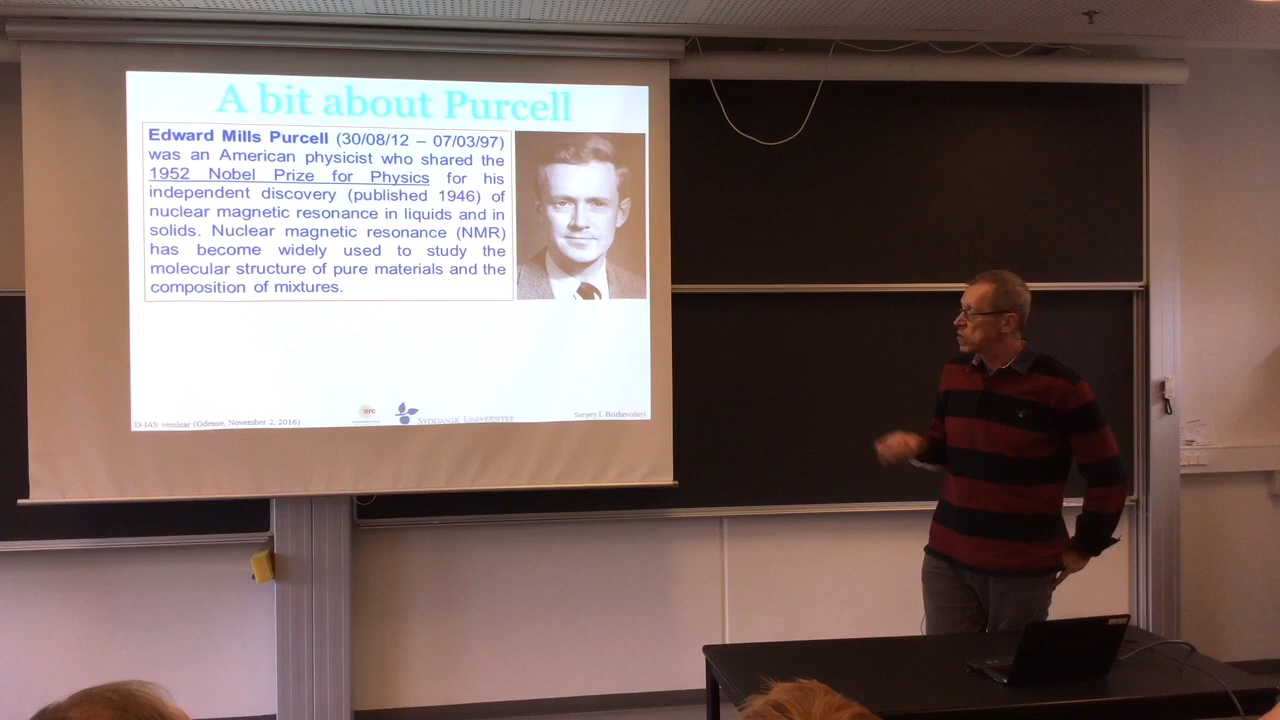 A bit about Purcell
Edward Mills Purcell (30/08/12 – 07/03/97)
was an American physicist who shared the
1952 Nobel Prize for Physics for his
independent discovery (published 1946) of
nuclear magnetic resonance in liquids and in
solids. Nuclear magnetic resonance (NMR)
has become widely used to study the
molecular structure of pure materials and the
composition of mixtures.
D-IAS seminar (Odense, November 2, 2016)
erc
Syddansk Universitet
Sergey I. Bozhevolnyi